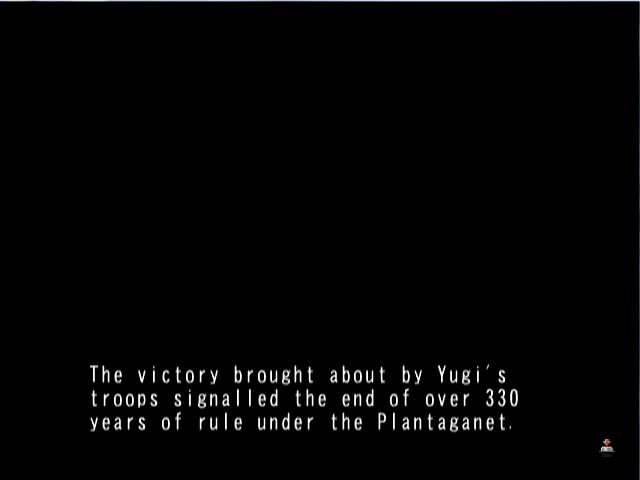 The victory brought about by Yugi's
troops signalled the end of over 330
years of rule under the Plantaganet.